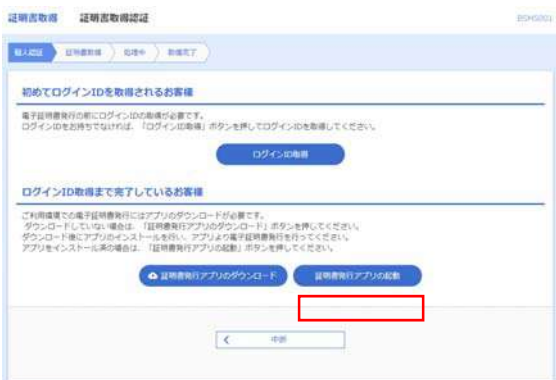 証明書取得 証明書取得認証
BSMS001
個人認証 証明書取得 処理中 取得完了
初めてログインIDを取得されるお客様
電子証明書発行の前にログインIDの取得が必要です。
ログインIDをお持ちでなければ、「ログインID取得」ボタンを押してログインIDを取得してください。
ログインID取得
ログインID取得まで完了しているお客様
ご利用環境での電子証明書発行にはアプリのダウンロードが必要です。
ダウンロードしていない場合は、「証明書発行アプリのダウンロード」ボタンを押してください。
ダウンロード後にアプリのインストールを行い、アプリより電子証明書発行を行ってください。
アプリをインストール済の場合は、「証明書発行アプリの起動」ボタンを押してください。
証明書発行アプリのダウンロード 証明書発行アプリの起動
中断